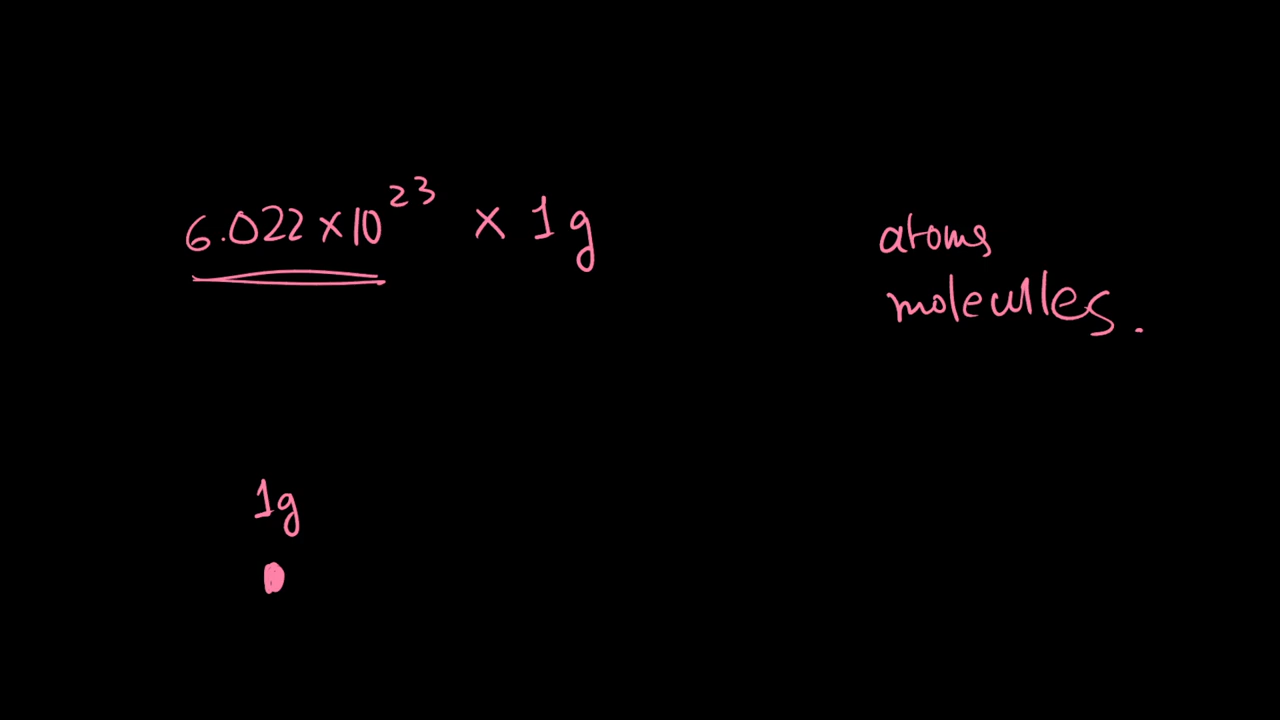 6.022×10²³ × 1g
atoms
molecules.
1g